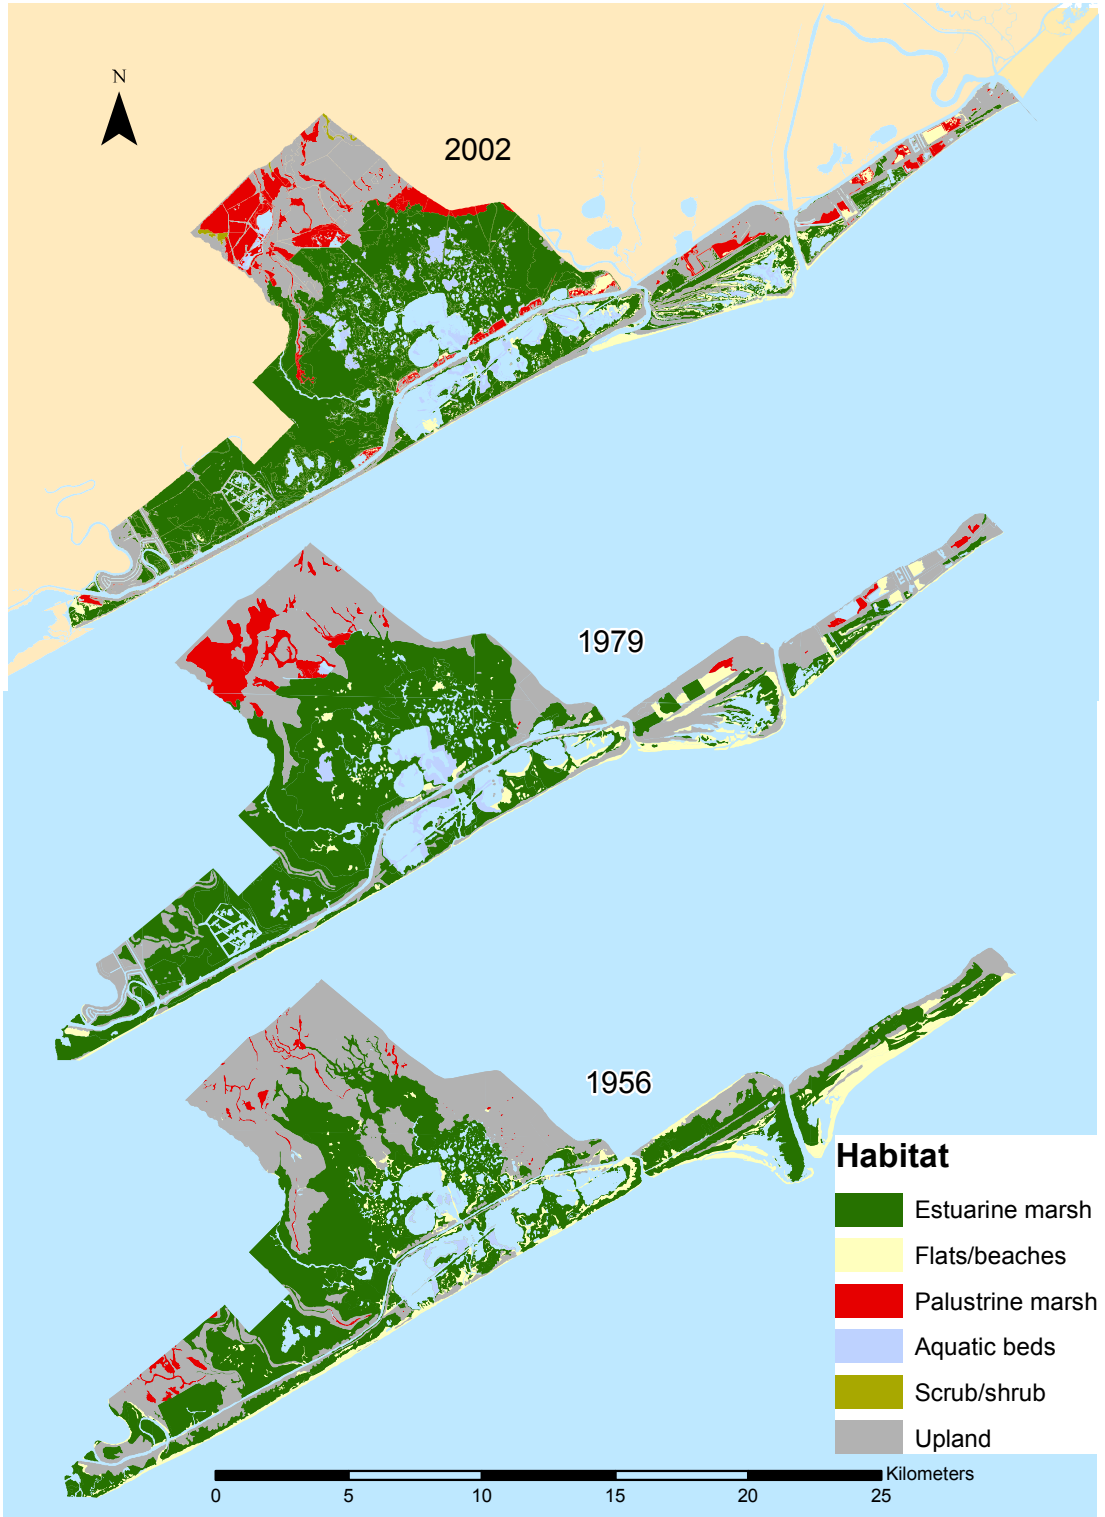 N
2002
1979
1956
Habitat
Estuarine marsh
Flats/beaches
Palustrine marsh
Aquatic beds
Scrub/shrub
Upland
Kilometers
0 5 10 15 20 25